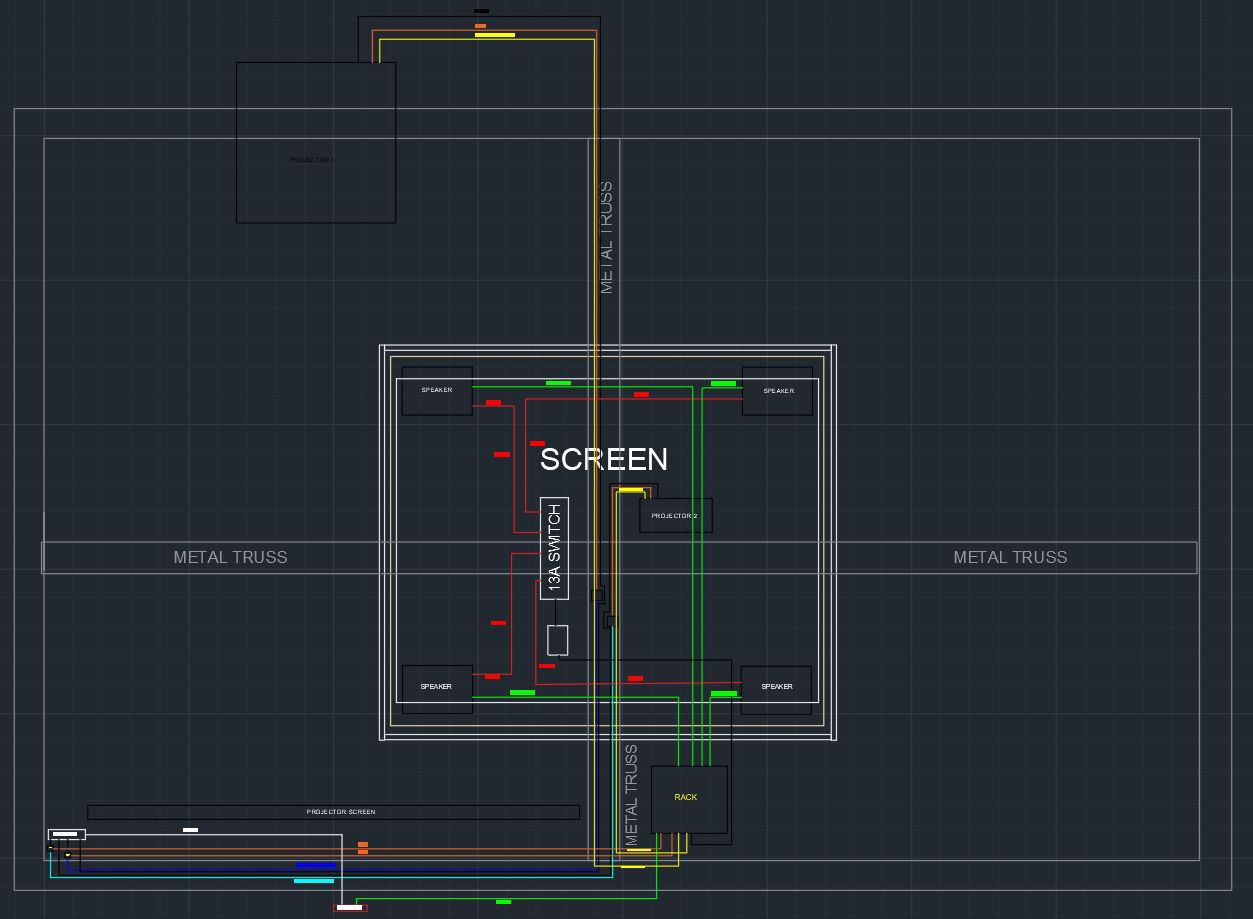 PROJECTOR 1
METAL TRUSS
SPEAKER
SPEAKER
SCREEN
PROJECTOR 2
13A SWITCH
METAL TRUSS
METAL TRUSS
SPEAKER
SPEAKER
METAL TRUSS
RACK
PROJECTOR SCREEN